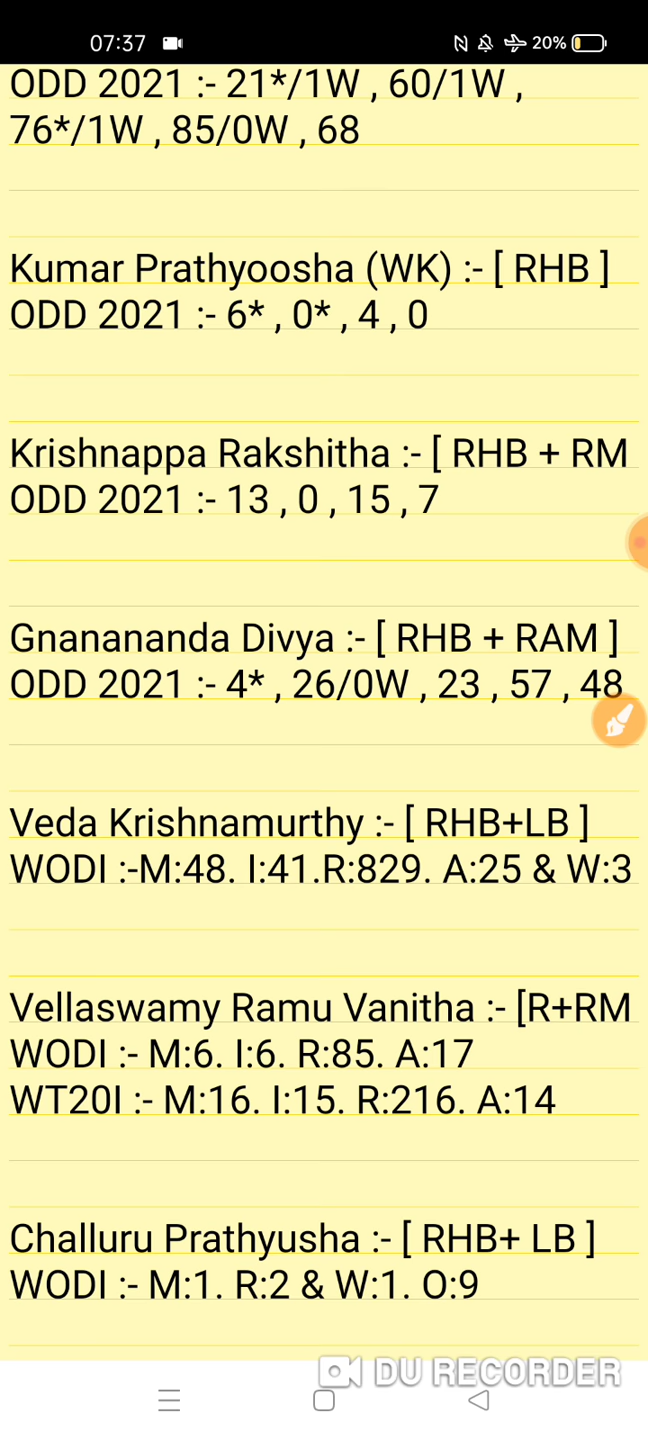 07:37 20%
ODD 2021 :- 21*/1W , 60/1W ,
76*/1W , 85/0W , 68
Kumar Prathyoosha (WK) :- [ RHB ]
ODD 2021 :- 6* , 0* , 4 , 0
Krishnappa Rakshitha :- [ RHB + RM
ODD 2021 :- 13 , 0 , 15 , 7
Gnanananda Divya :- [ RHB + RAM ]
ODD 2021 :- 4* , 26/0W , 23 , 57 , 48
Veda Krishnamurthy :- [ RHB+LB ]
WODI :-M:48. I:41.R:829. A:25 & W:3
Vellaswamy Ramu Vanitha :- [R+RM
WODI :- M:6. I:6. R:85. A:17
WT20I :- M:16. I:15. R:216. A:14
Challuru Prathyusha :- [ RHB+ LB ]
WODI :- M:1. R:2 & W:1. O:9
DU RECORDER